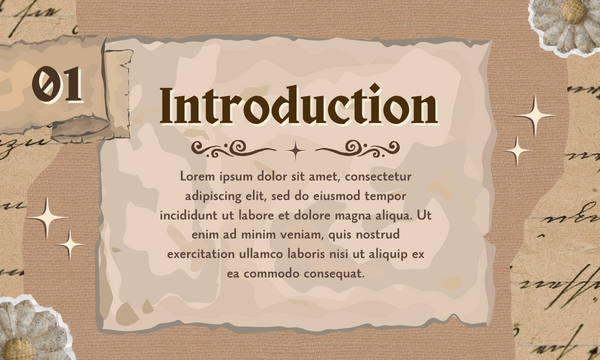 01
Introduction
Lorem ipsum dolor sit amet, consectetur
adipiscing elit, sed do eiusmod tempor
incididunt ut labore et dolore magna aliqua. Ut
enim ad minim veniam, quis nostrud
exercitation ullamco laboris nisi ut aliquip ex
ea commodo consequat.